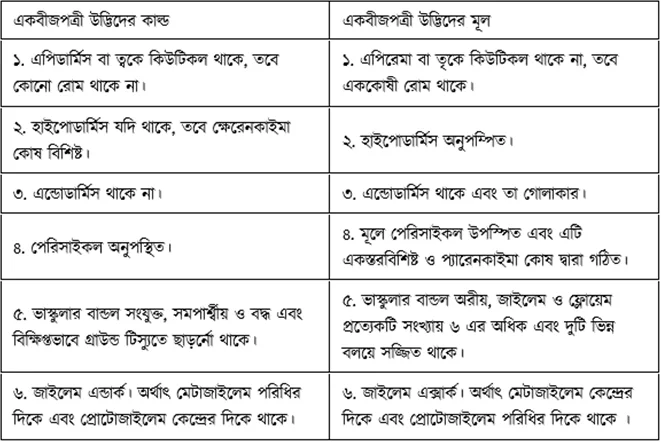 একবীজপত্রী উদ্ভিদের কান্ড
একবীজপত্রী উদ্ভিদের মূল
১. এপিডার্মিস বা ত্বকে কিউটিকল থাকে, তবে
কোনো রোম থাকে না।
১. এপিরেমা বা তৃকে কিউটিকল থাকে না, তবে
এককোষী রোম থাকে।
২. হাইপোডার্মিস যদি থাকে, তবে ক্ষেরেনকাইমা
কোষ বিশিষ্ট।
২. হাইপোডার্মিস অনুপস্পিত।
৩. এন্ডোডার্মিস থাকে না।
৩. এন্ডোডার্মিস থাকে এবং তা গোলাকার।
৪. পেরিসাইকল অনুপস্থিত।
৪. মূলে পেরিসাইকল উপস্পিত এবং এটি
একস্তরবিশিষ্ট ও প্যারেনকাইমা কোষ দ্বারা গঠিত।
৫. ভাস্কুলার বান্ডল সংযুক্ত, সমপার্শ্বীয় ও বদ্ধ এবং
বিক্ষিপ্তভাবে গ্রাউন্ড টিস্যুতে ছাড়র্নো থাকে।
৫. ভাস্কুলার বান্ডল অরীয়, জাইলেম ও ফ্লোয়েম
প্রত্যেকটি সংখ্যায় ৬ এর অধিক এবং দুটি ভিন্ন
বলয়ে সজ্জিত থাকে।
৬. জাইলেম এন্ডার্ক। অর্থাৎ মেটাজাইলেম পরিধির
দিকে এবং প্রোটোজাইলেম কেন্দ্রের দিকে থাকে।
৬. জাইলেম এক্সার্ক। অর্থাৎ মেটাজাইলেম কেন্দ্রের
দিকে এবং প্রোটোজাইলেম পরিধির দিকে থাকে ।